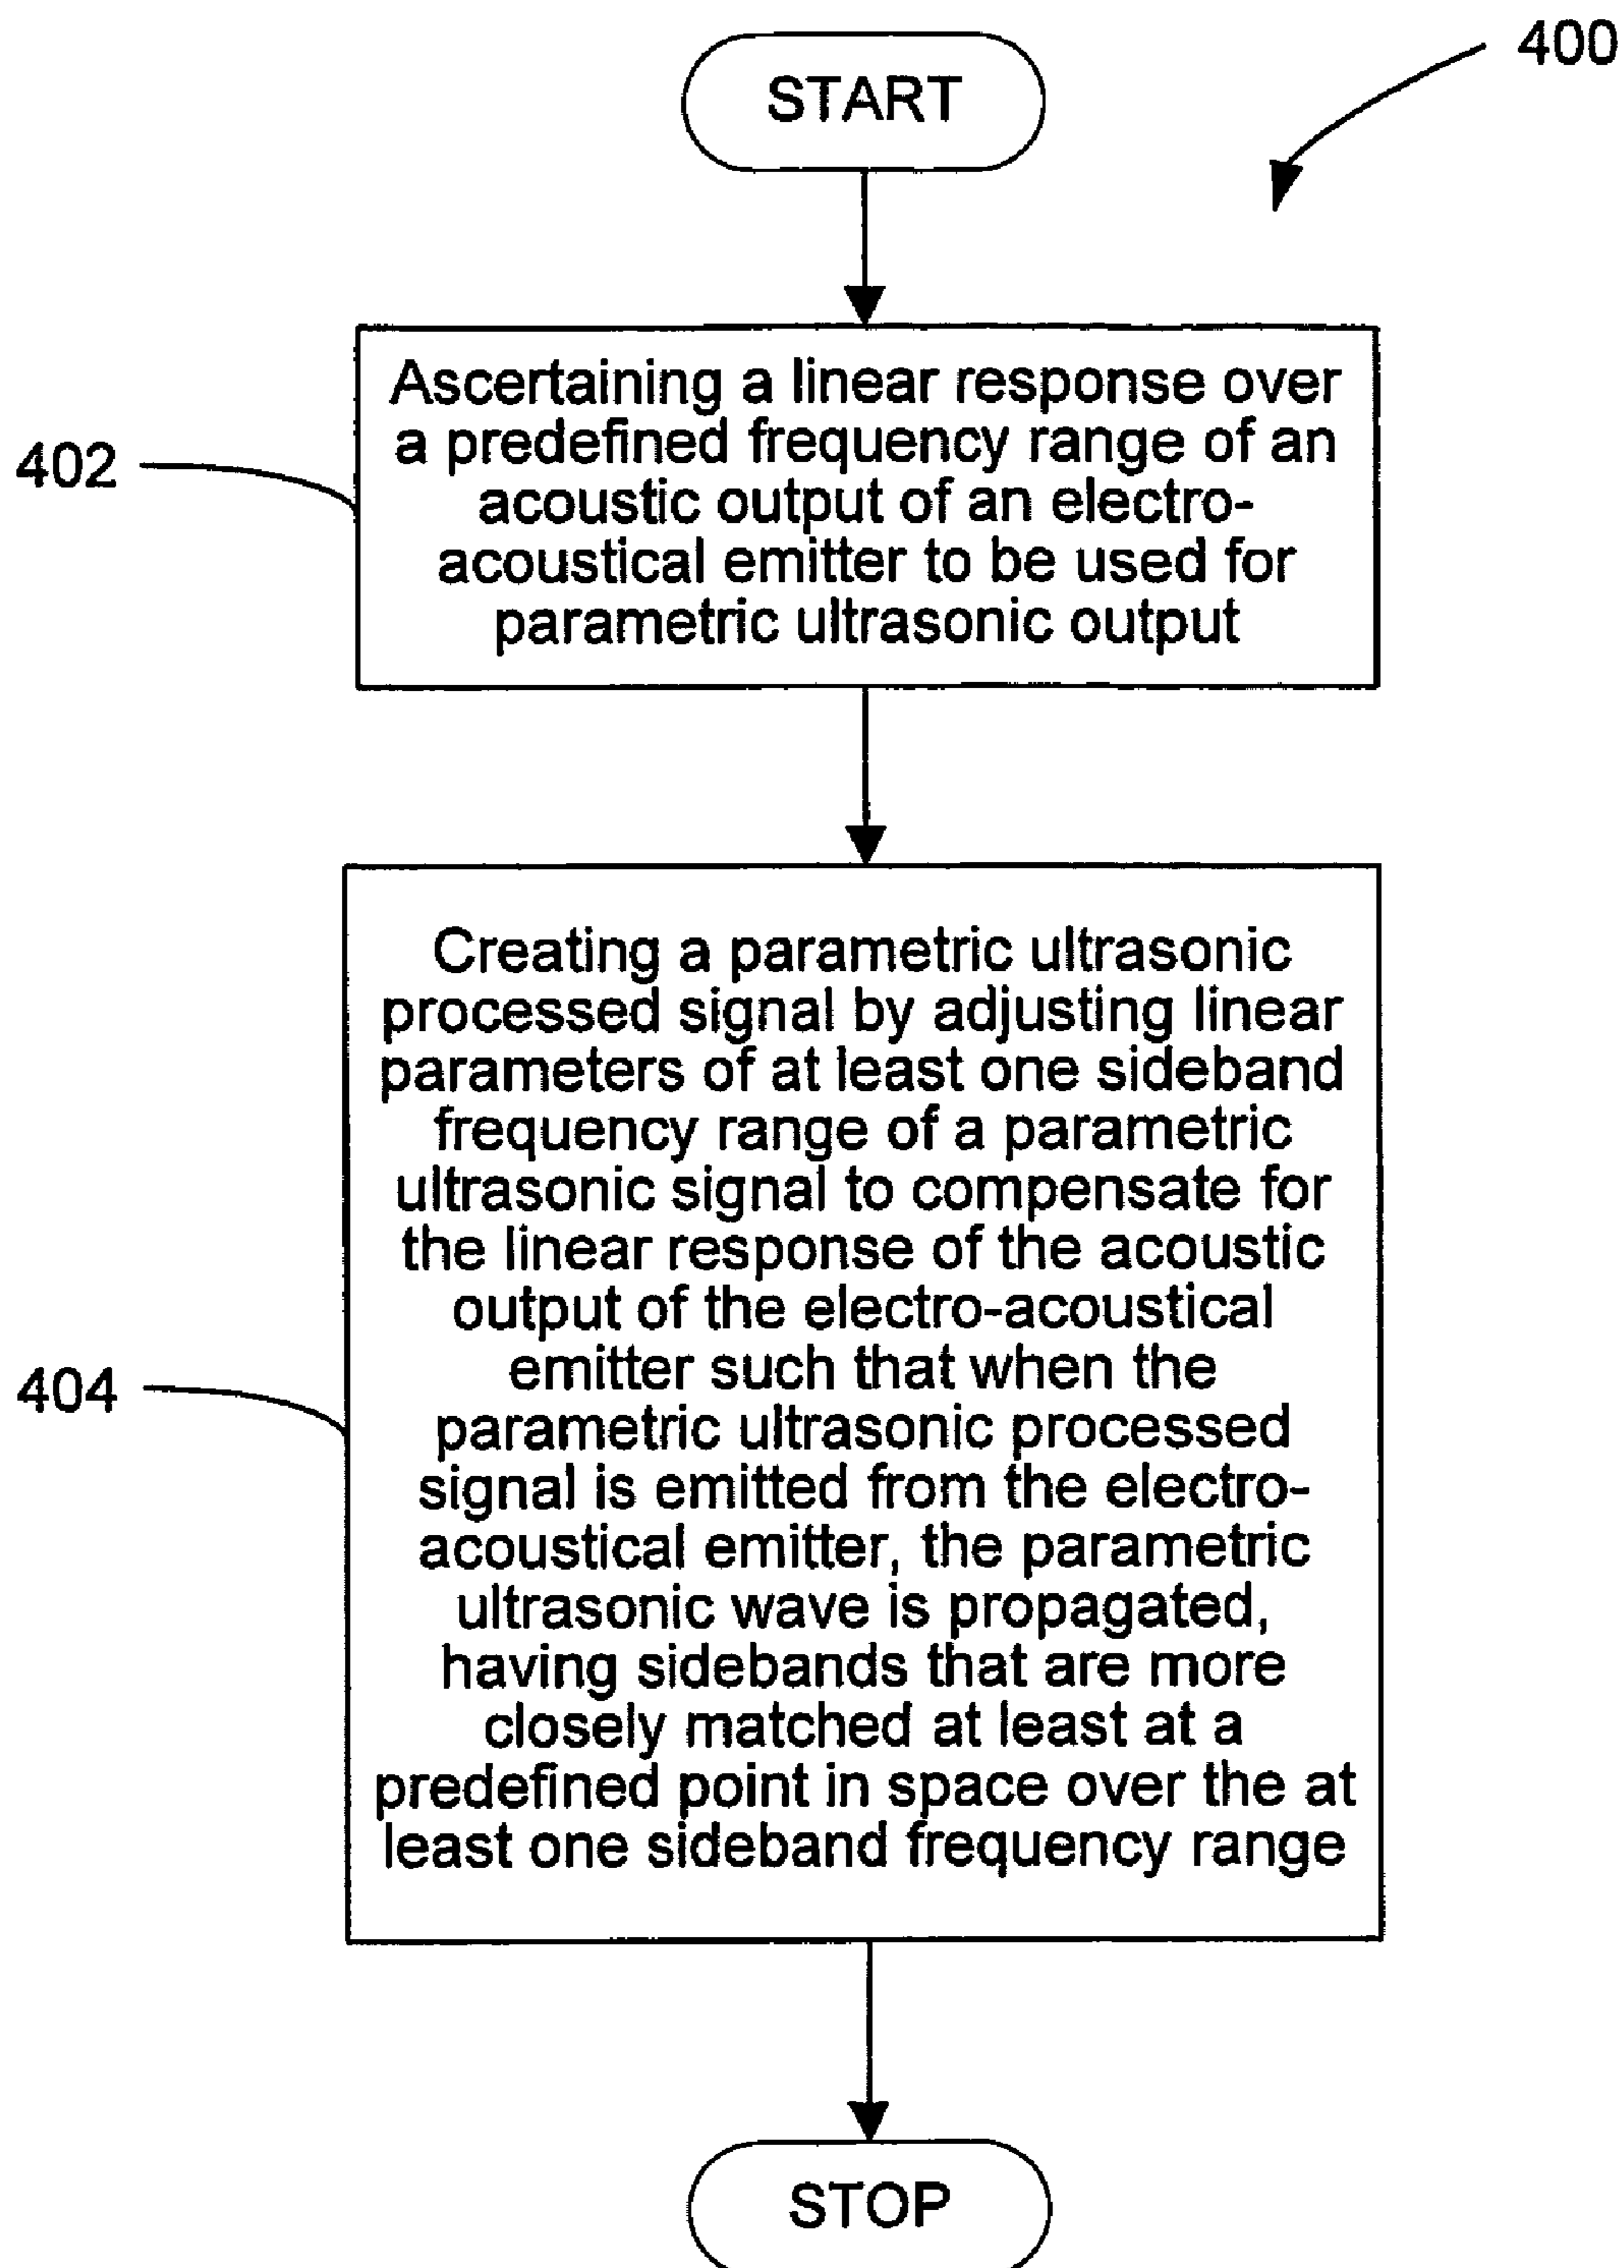 400
START
402
Ascertaining a linear response over
a predefined frequency range of an
acoustic output of an electro-
acoustical emitter to be used for
parametric ultrasonic output
404
Creating a parametric ultrasonic
processed signal by adjusting linear
parameters of at least one sideband
frequency range of a parametric
ultrasonic signal to compensate for
the linear response of the acoustic
output of the electro-acoustical
emitter such that when the
parametric ultrasonic processed
signal is emitted from the electro-
acoustical emitter, the parametric
ultrasonic wave is propagated,
having sidebands that are more
closely matched at least at a
predefined point in space over the at
least one sideband frequency range
STOP